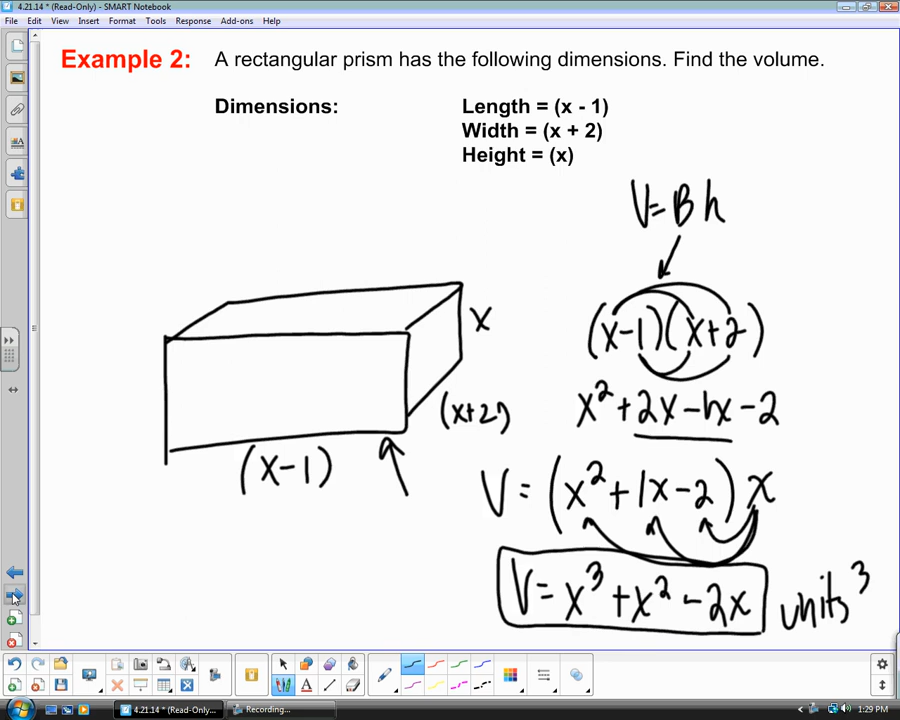 4.21.14 * (Read-Only) - SMART Notebook
File Edit View Insert Format Tools Response Add-ons Help
Example 2: A rectangular prism has the following dimensions. Find the volume.
Dimensions:
Length = (x - 1)
Width = (x + 2)
Height = (x)
V=Bh
(x-1)(x+2)
x
x² + 2x - 1x - 2
(x+2)
(x-1)
V = (x² + 1x - 2) x
V = x³ + x² - 2x units³
4.21.14 * (Read-Only...
Recording...
1:29 PM